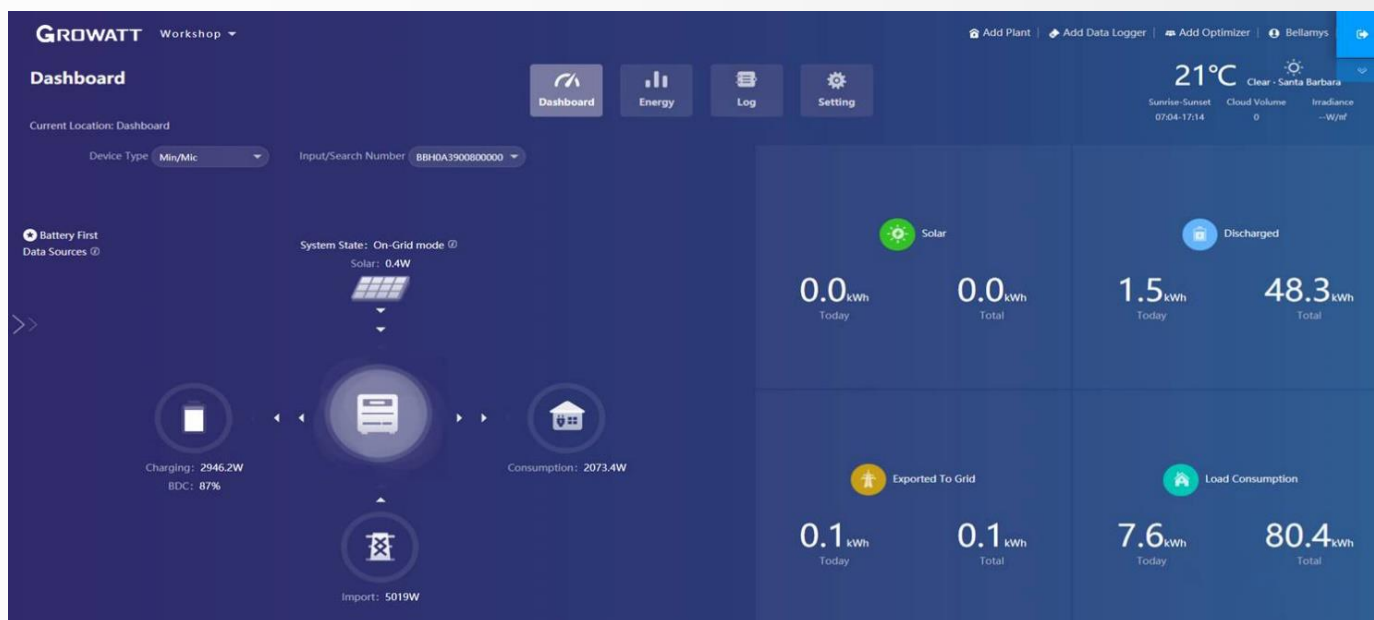 GROWATT Workshop
Add Plant | Add Data Logger | Add Optimizer | Bellamys
Dashboard
Dashboard
Energy
Log
Setting
21°C Clear - Santa Barbara
Sunrise-Sunset Cloud Volume Irradiance
07:04-17:14 0 --W/㎡
Current Location: Dashboard
Device Type Min/Mic
Input/Search Number BBH0A3900800000
Battery First
Data Sources
System State: On-Grid mode
Solar: 0.4W
Charging: 2946.2W
BDC: 87%
Consumption: 2073.4W
Import: 5019W
Solar
0.0kWh 0.0kWh
Today Total
Discharged
1.5kWh 48.3kWh
Today Total
Exported To Grid
0.1kWh 0.1kWh
Today Total
Load Consumption
7.6kWh 80.4kWh
Today Total